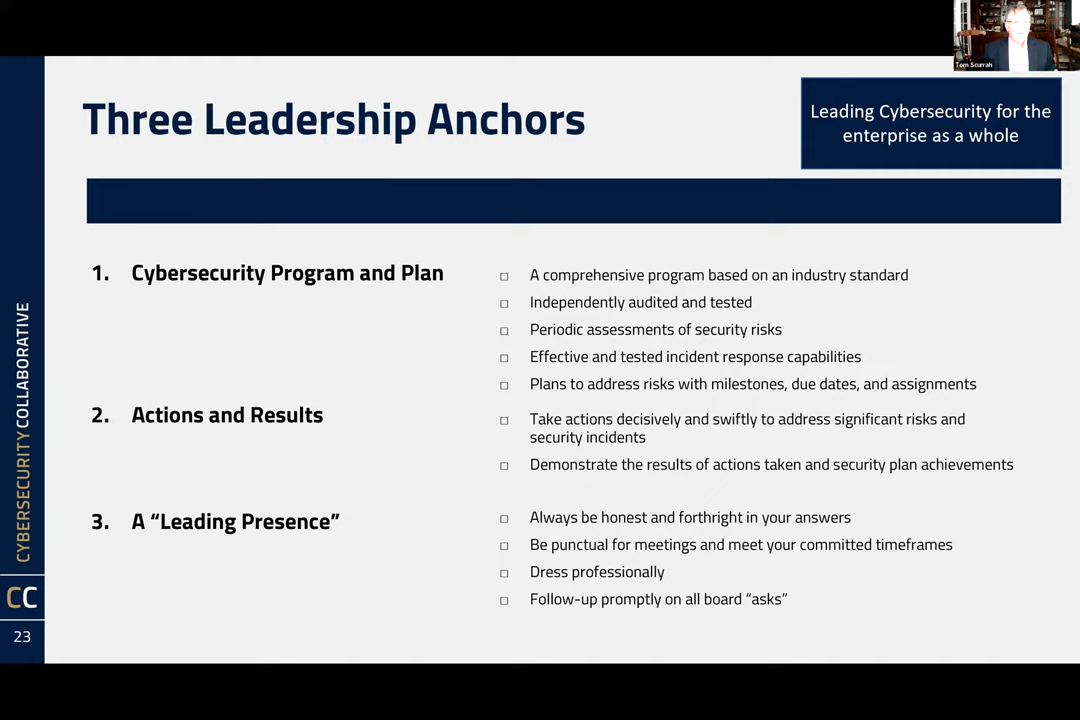 Tom Scurrah
Three Leadership Anchors
Leading Cybersecurity for the
enterprise as a whole
1. Cybersecurity Program and Plan
□ A comprehensive program based on an industry standard
□ Independently audited and tested
□ Periodic assessments of security risks
□ Effective and tested incident response capabilities
□ Plans to address risks with milestones, due dates, and assignments
2. Actions and Results
□ Take actions decisively and swiftly to address significant risks and
security incidents
□ Demonstrate the results of actions taken and security plan achievements
3. A “Leading Presence”
□ Always be honest and forthright in your answers
□ Be punctual for meetings and meet your committed timeframes
□ Dress professionally
□ Follow-up promptly on all board “asks”
CYBERSECURITY COLLABORATIVE
CC
23